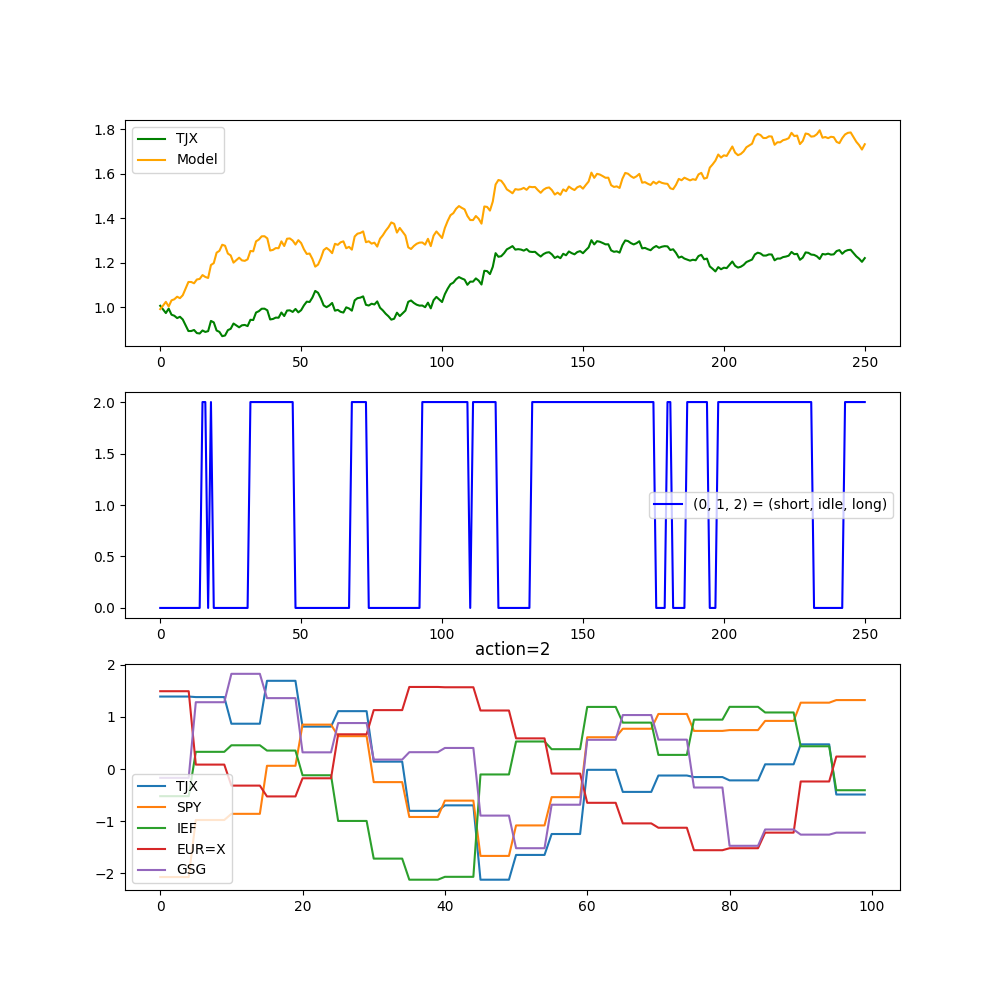 1.8
1.6
1.4
1.2
1.0
TJX
Model
0 50 100 150 200 250
2.0
1.5
1.0
0.5
0.0
(0, 1, 2) = (short, idle, long)
0 50 100 150 200 250
action=2
2
1
0
−1
−2
TJX
SPY
IEF
EUR=X
GSG
0 20 40 60 80 100